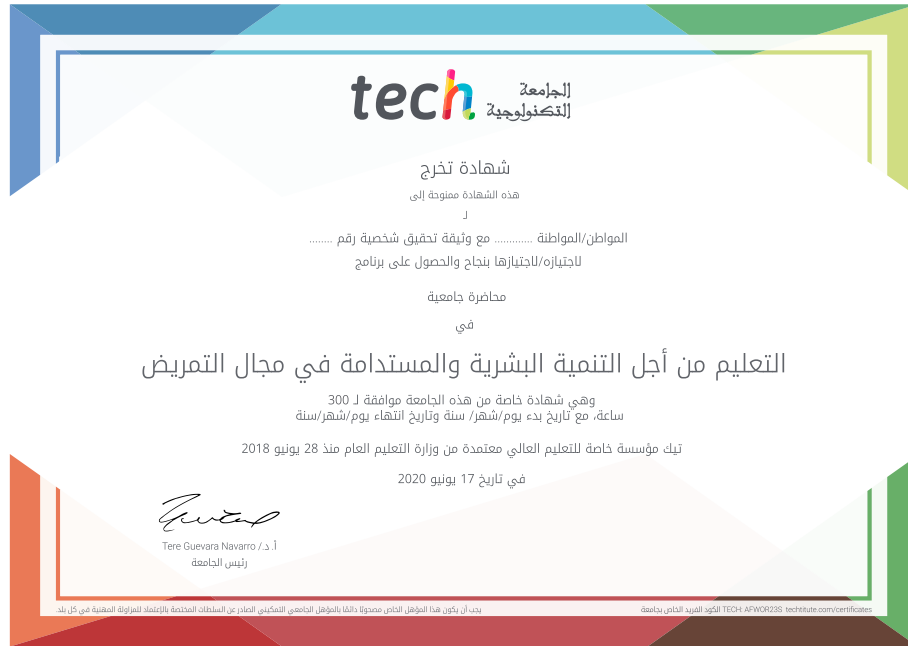 tech الجامعة
التكنولوجية
شهادة تخرج
هذه الشهادة ممنوحة إلى
لـ
المواطن/المواطنة ............. مع وثيقة تحقيق شخصية رقم ........
لاجتيازه/لاجتيازها بنجاح والحصول على برنامج
محاضرة جامعية
في
التعليم من أجل التنمية البشرية والمستدامة في مجال التمريض
وهي شهادة خاصة من هذه الجامعة موافقة لـ 300
ساعة، مع تاريخ بدء يوم/شهر/ سنة وتاريخ انتهاء يوم/شهر/سنة
تيك مؤسسة خاصة للتعليم العالي معتمدة من وزارة التعليم العام منذ 28 يونيو 2018
في تاريخ 17 يونيو 2020
أ. د./ Tere Guevara Navarro
رئيس الجامعة
الكود الفريد الخاص بجامعة TECH: AFWOR23S techtitute.com/certificates
يجب أن يكون هذا المؤهل الخاص مصحوبًا دائمًا بالمؤهل الجامعي التمكيني الصادر عن السلطات المختصة بالإعتماد للمزاولة المهنية في كل بلد.